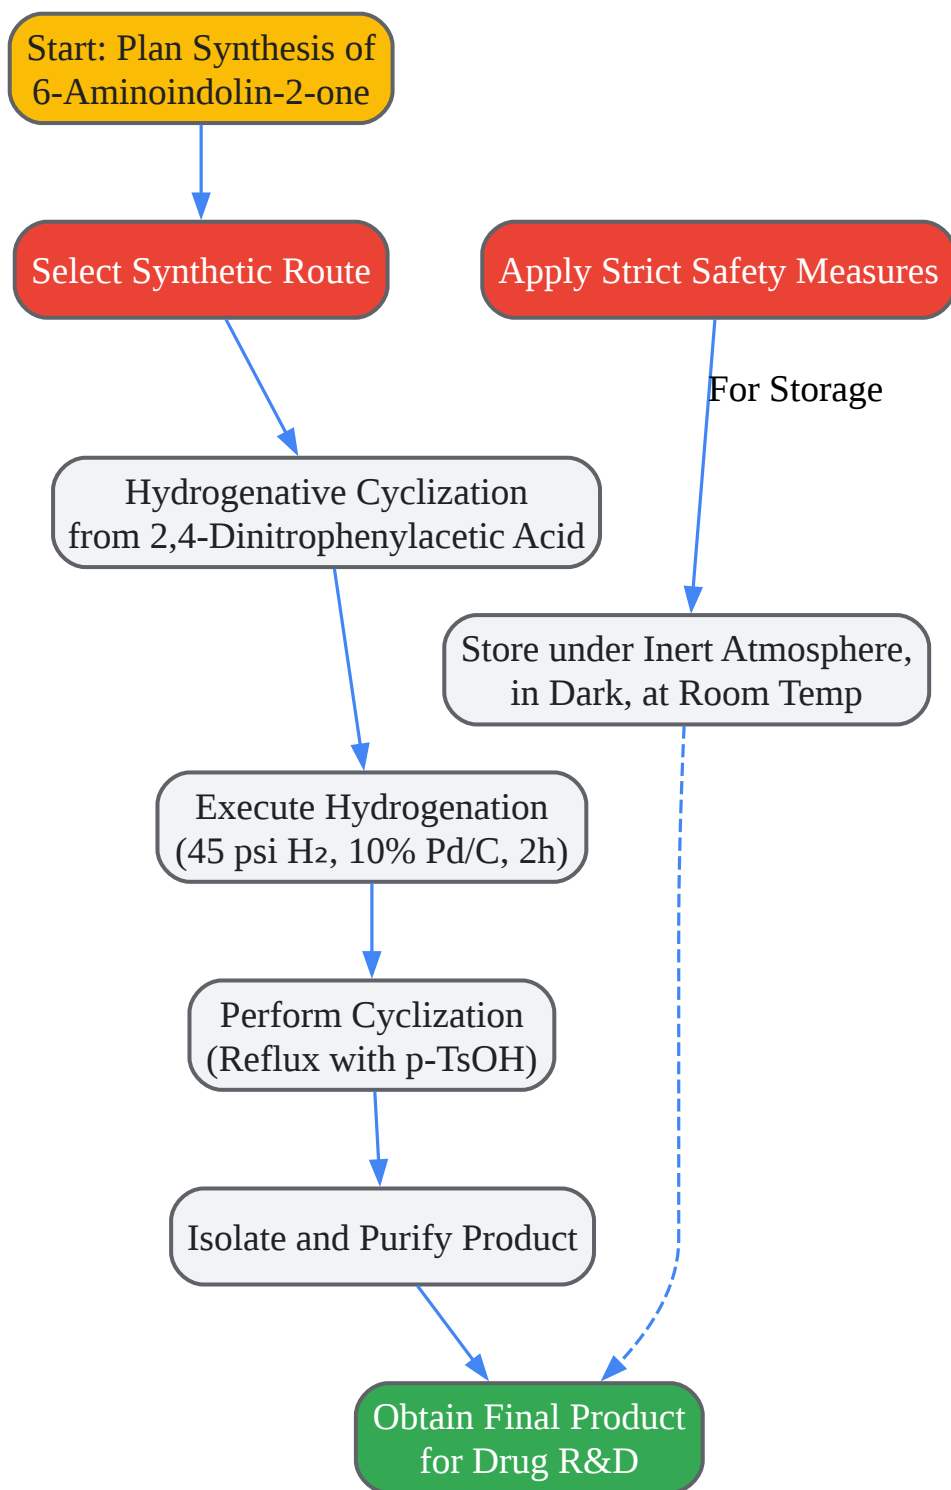 Start: Plan Synthesis of
6-Aminoindolin-2-one
Select Synthetic Route
Apply Strict Safety Measures
For Storage
Hydrogenative Cyclization
from 2,4-Dinitrophenylacetic Acid
Store under Inert Atmosphere,
in Dark, at Room Temp
Execute Hydrogenation
(45 psi H₂, 10% Pd/C, 2h)
Perform Cyclization
(Reflux with p-TsOH)
Isolate and Purify Product
Obtain Final Product
for Drug R&D